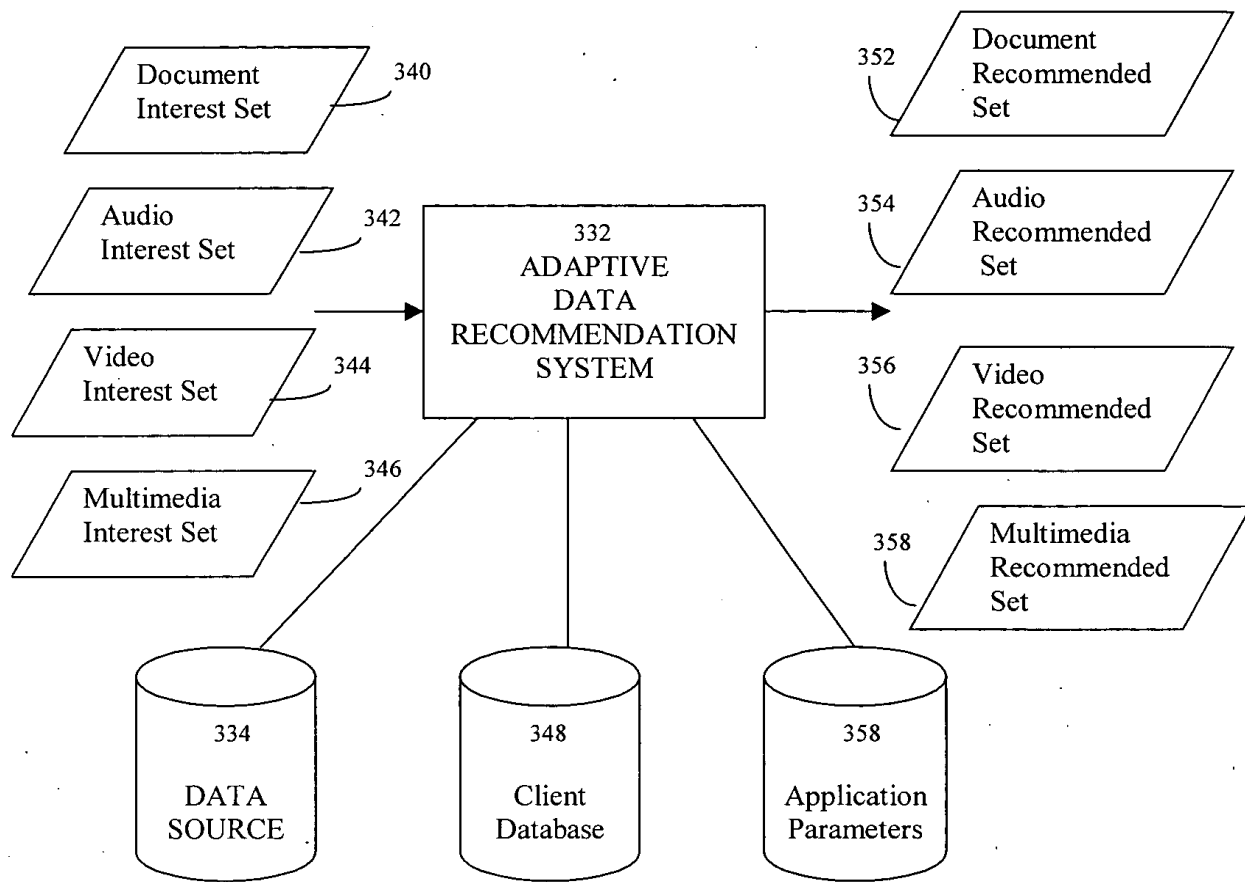 Document
Interest Set
340
Audio
Interest Set
342
Video
Interest Set
344
Multimedia
Interest Set
346
332
ADAPTIVE
DATA
RECOMMENDATION
SYSTEM
352
Document
Recommended
Set
354
Audio
Recommended
Set
356
Video
Recommended
Set
358
Multimedia
Recommended
Set
334
DATA
SOURCE
348
Client
Database
358
Application
Parameters